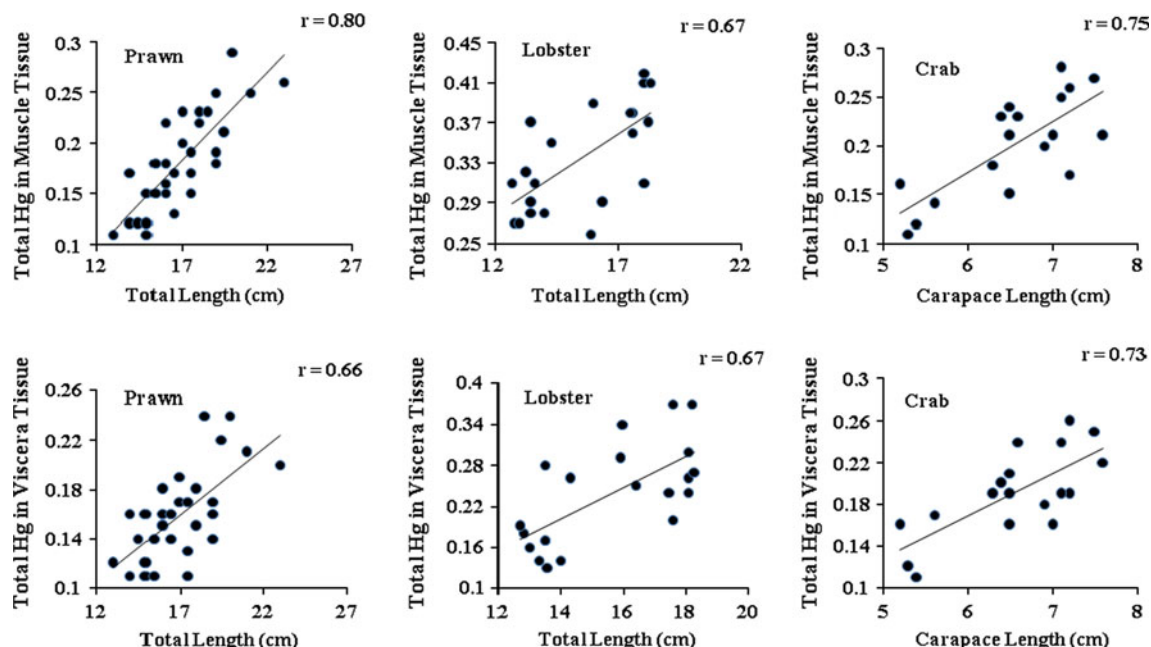 r = 0.80
Prawn
Total Hg in Muscle Tissue
0.3
0.25
0.2
0.15
0.1
12 17 22 27
Total Length (cm)
r = 0.67
Lobster
Total Hg in Muscle Tissue
0.45
0.41
0.37
0.33
0.29
0.25
12 17 22
Total Length (cm)
r = 0.75
Crab
Total Hg in Muscle Tissue
0.3
0.25
0.2
0.15
0.1
5 6 7 8
Carapace Length (cm)
r = 0.66
Prawn
Total Hg in Viscera Tissue
0.26
0.22
0.18
0.14
0.1
12 17 22 27
Total Length (cm)
r = 0.67
Lobster
Total Hg in Viscera Tissue
0.4
0.34
0.28
0.22
0.16
0.1
12 14 16 18 20
Total Length (cm)
r = 0.73
Crab
Total Hg in Viscera Tissue
0.3
0.26
0.22
0.18
0.14
0.1
5 6 7 8
Carapace Length (cm)